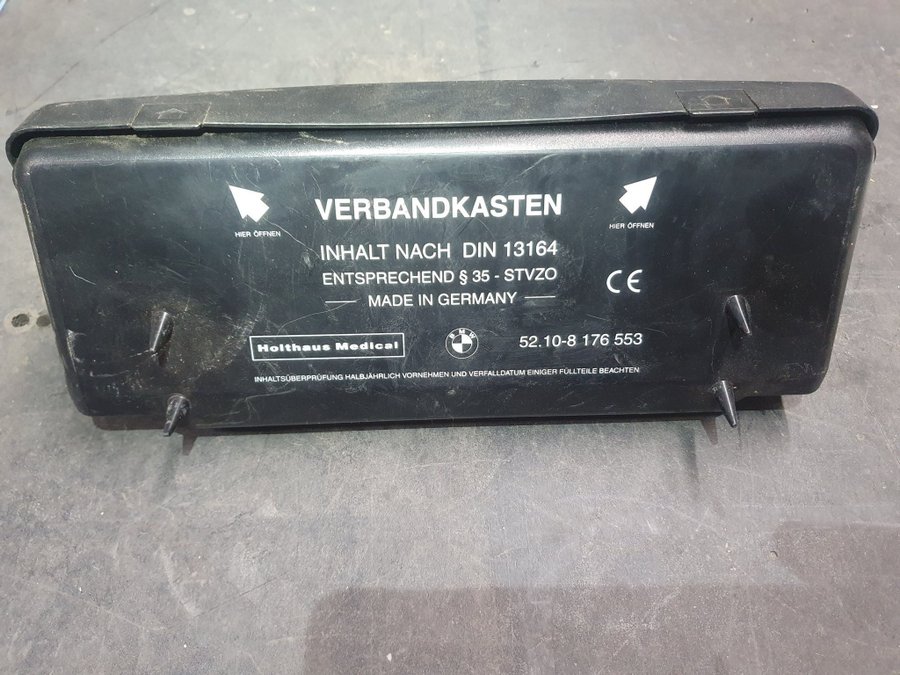 VERBANDKASTEN
HIER ÖFFNEN
HIER ÖFFNEN
INHALT NACH DIN 13164
ENTSPRECHEND § 35 - STVZO
CE
MADE IN GERMANY
Holthaus Medical
BMW
52.10-8 176 553
INHALTSÜBERPRÜFUNG HALBJÄHRLICH VORNEHMEN UND VERFALLDATUM EINIGER FÜLLTEILE BEACHTEN